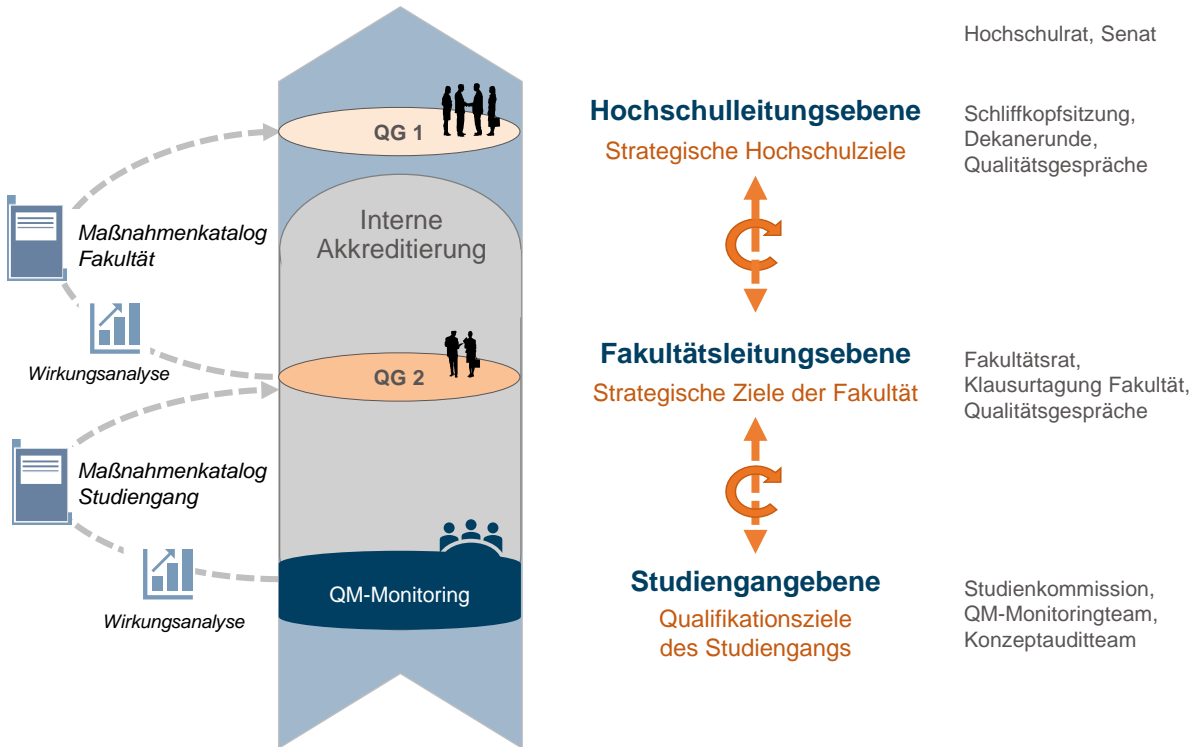 Hochschulrat, Senat
QG 1
Hochschulleitungsebene
Strategische Hochschulziele
Schliffkopfsitzung,
Dekanerunde,
Qualitätsgespräche
Maßnahmenkatalog
Fakultät
Interne
Akkreditierung
Wirkungsanalyse
QG 2
Fakultätsleitungsebene
Strategische Ziele der Fakultät
Fakultätsrat,
Klausurtagung Fakultät,
Qualitätsgespräche
Maßnahmenkatalog
Studiengang
Wirkungsanalyse
QM-Monitoring
Studiengangebene
Qualifikationsziele
des Studiengangs
Studienkommission,
QM-Monitoringteam,
Konzeptauditteam